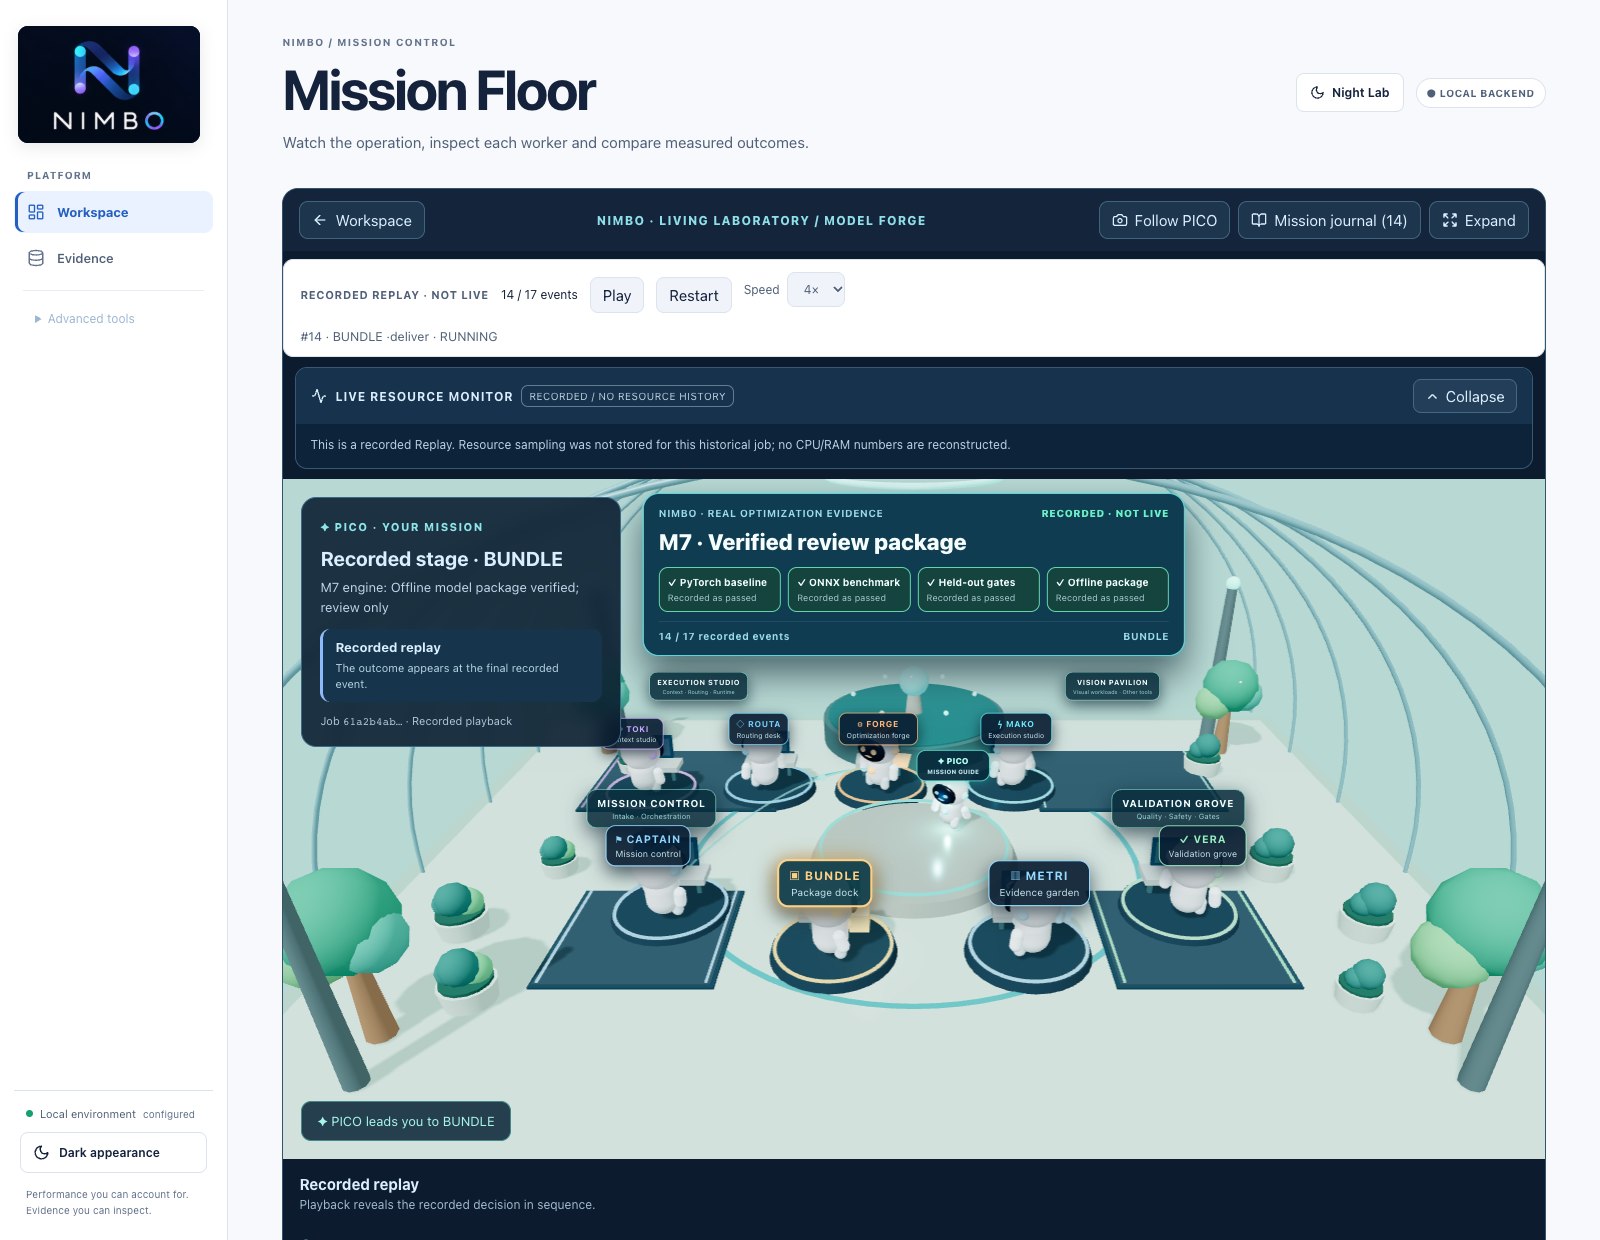 NIMBO
PLATFORM
Workspace
Evidence
Advanced tools
Local environment configured
Dark appearance
Performance you can account for.
Evidence you can inspect.
NIMBO / MISSION CONTROL
Mission Floor
Watch the operation, inspect each worker and compare measured outcomes.
Night Lab
LOCAL BACKEND
Workspace
NIMBO · LIVING LABORATORY / MODEL FORGE
Follow PICO
Mission journal (14)
Expand
RECORDED REPLAY · NOT LIVE 14 / 17 events Play Restart Speed 4×
#14 · BUNDLE ·deliver · RUNNING
LIVE RESOURCE MONITOR RECORDED / NO RESOURCE HISTORY Collapse
This is a recorded Replay. Resource sampling was not stored for this historical job; no CPU/RAM numbers are reconstructed.
✦ PICO · YOUR MISSION
Recorded stage · BUNDLE
M7 engine: Offline model package verified;
review only
Recorded replay
The outcome appears at the final recorded
event.
Job 61a2b4ab… · Recorded playback
NIMBO · REAL OPTIMIZATION EVIDENCE RECORDED · NOT LIVE
M7 · Verified review package
✓ PyTorch baseline
Recorded as passed
✓ ONNX benchmark
Recorded as passed
✓ Held-out gates
Recorded as passed
✓ Offline package
Recorded as passed
14 / 17 recorded events BUNDLE
EXECUTION STUDIO
Context · Routing · Runtime
VISION PAVILION
Visual workloads · Other tools
TOKI
text studio
◇ ROUTA
Routing desk
FORGE
Optimization forge
MAKO
Execution studio
✦ PICO
MISSION GUIDE
MISSION CONTROL
Intake · Orchestration
VALIDATION GROVE
Quality · Safety · Gates
⚑ CAPTAIN
Mission control
✓ VERA
Validation grove
▣ BUNDLE
Package dock
▥ METRI
Evidence garden
✦ PICO leads you to BUNDLE
Recorded replay
Playback reveals the recorded decision in sequence.